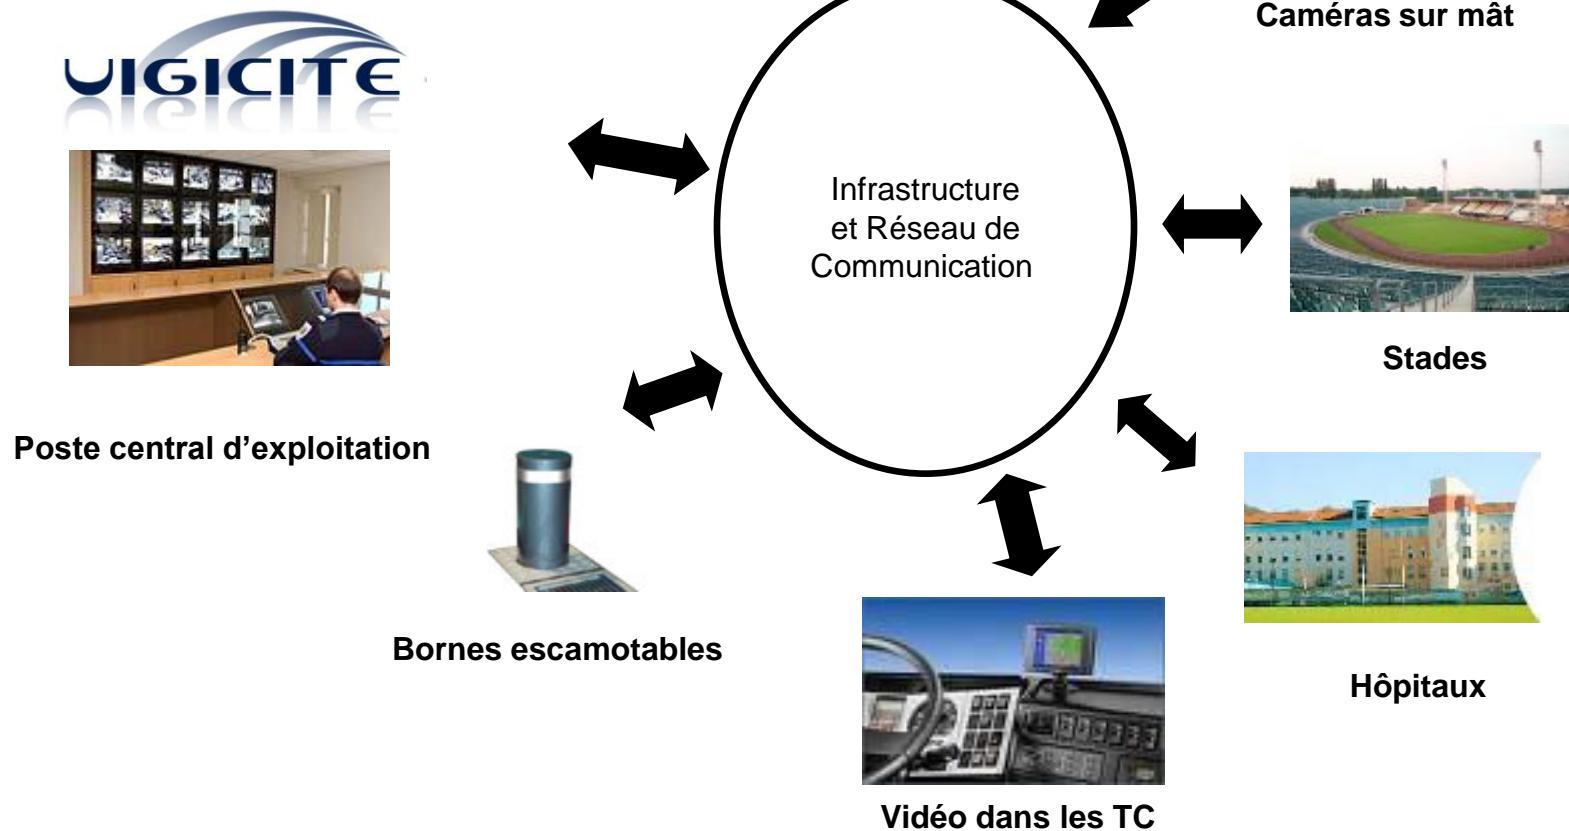 Caméras sur mât
VIGICITE
Infrastructure
et Réseau de
Communication
Stades
Poste central d’exploitation
Bornes escamotables
Hôpitaux
Vidéo dans les TC